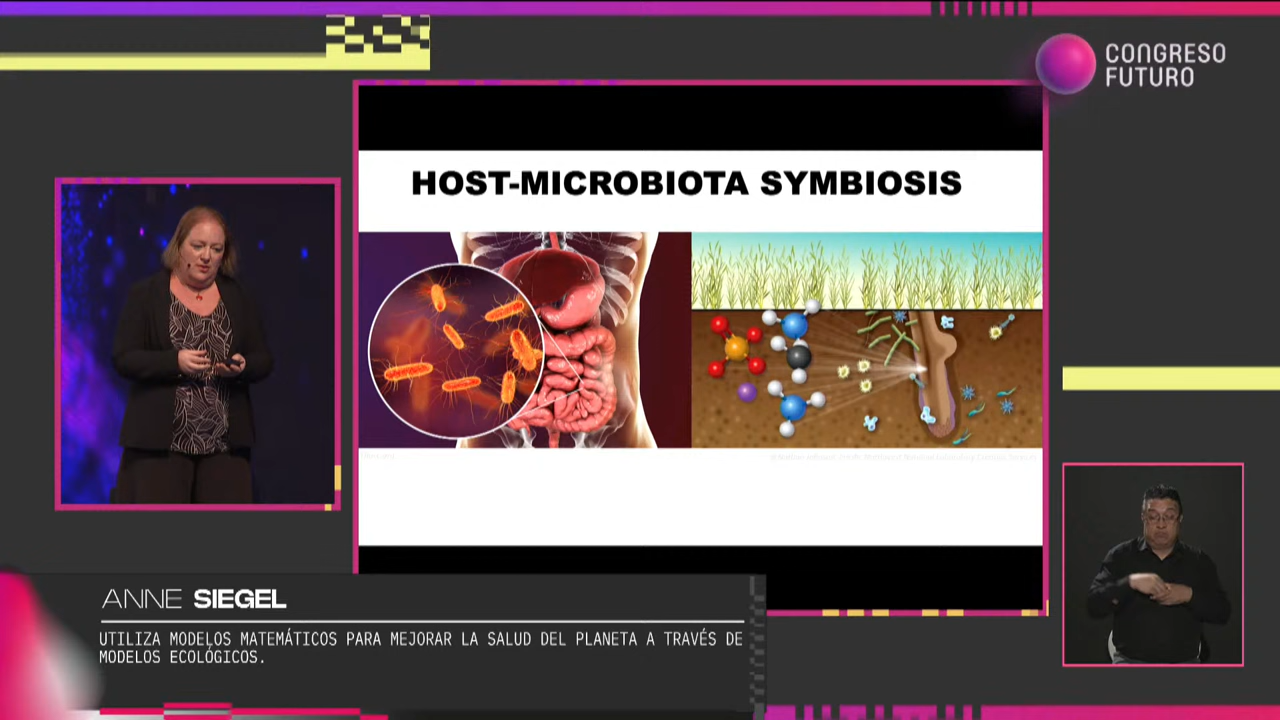 CONGRESO
FUTURO
HOST-MICROBIOTA SYMBIOSIS
ANNE SIEGEL
UTILIZA MODELOS MATEMÁTICOS PARA MEJORAR LA SALUD DEL PLANETA A TRAVÉS DE
MODELOS ECOLÓGICOS.